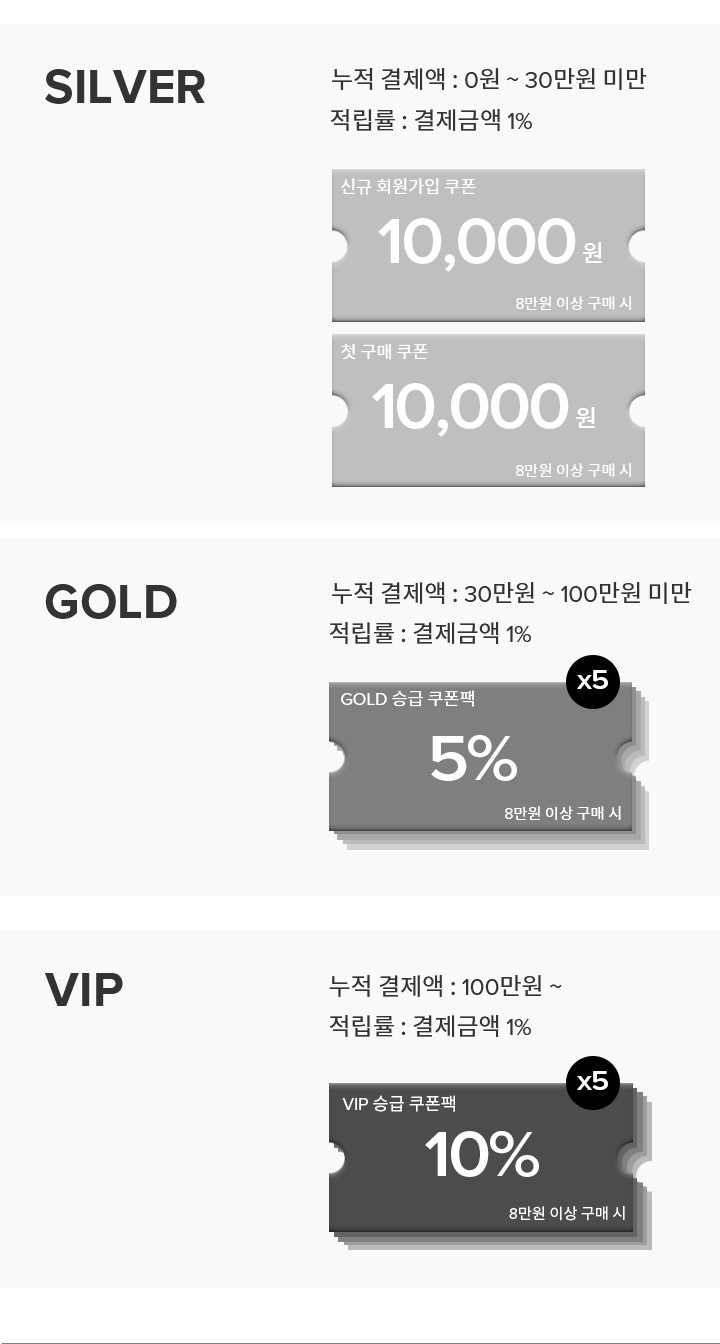 SILVER
누적 결제액 : 0원 ~ 30만원 미만
적립률 : 결제금액 1%
신규 회원가입 쿠폰
10,000 원
8만원 이상 구매 시
첫 구매 쿠폰
10,000 원
8만원 이상 구매 시
GOLD
누적 결제액 : 30만원 ~ 100만원 미만
적립률 : 결제금액 1%
x5
GOLD 승급 쿠폰팩
5%
8만원 이상 구매 시
VIP
누적 결제액 : 100만원 ~
적립률 : 결제금액 1%
x5
VIP 승급 쿠폰팩
10%
8만원 이상 구매 시